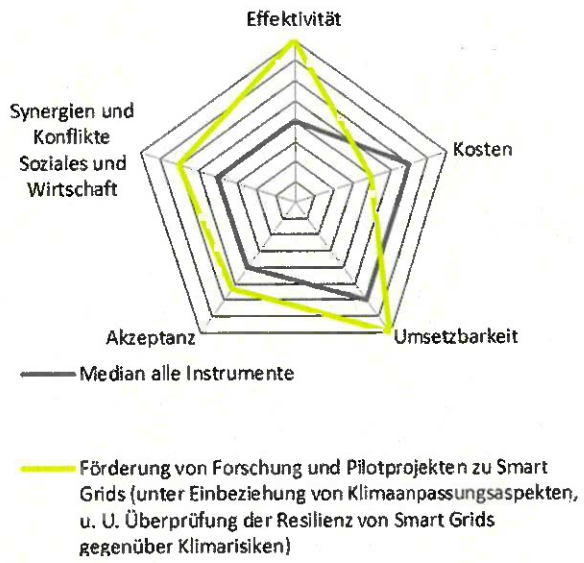 Effektivität
Synergien und
Konflikte
Soziales und
Wirtschaft
Kosten
Akzeptanz
Umsetzbarkeit
Median alle Instrumente
Förderung von Forschung und Pilotprojekten zu Smart
Grids (unter Einbeziehung von Klimaanpassungsaspekten,
u. U. Überprüfung der Resilienz von Smart Grids
gegenüber Klimarisiken)